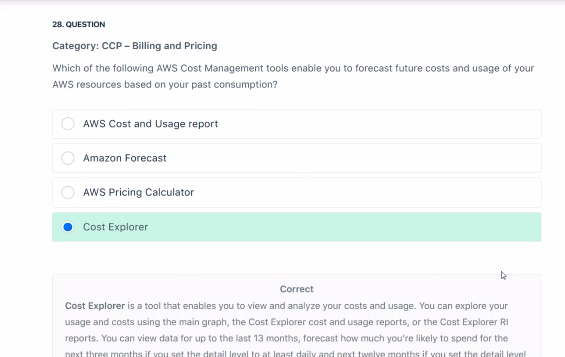 28. QUESTION
Category: CCP – Billing and Pricing
Which of the following AWS Cost Management tools enable you to forecast future costs and usage of your
AWS resources based on your past consumption?
AWS Cost and Usage report
Amazon Forecast
AWS Pricing Calculator
Cost Explorer
Correct
Cost Explorer is a tool that enables you to view and analyze your costs and usage. You can explore your
usage and costs using the main graph, the Cost Explorer cost and usage reports, or the Cost Explorer RI
reports. You can view data for up to the last 13 months, forecast how much you're likely to spend for the
next three months if you set the detail level to at least daily and next twelve months if you set the detail level